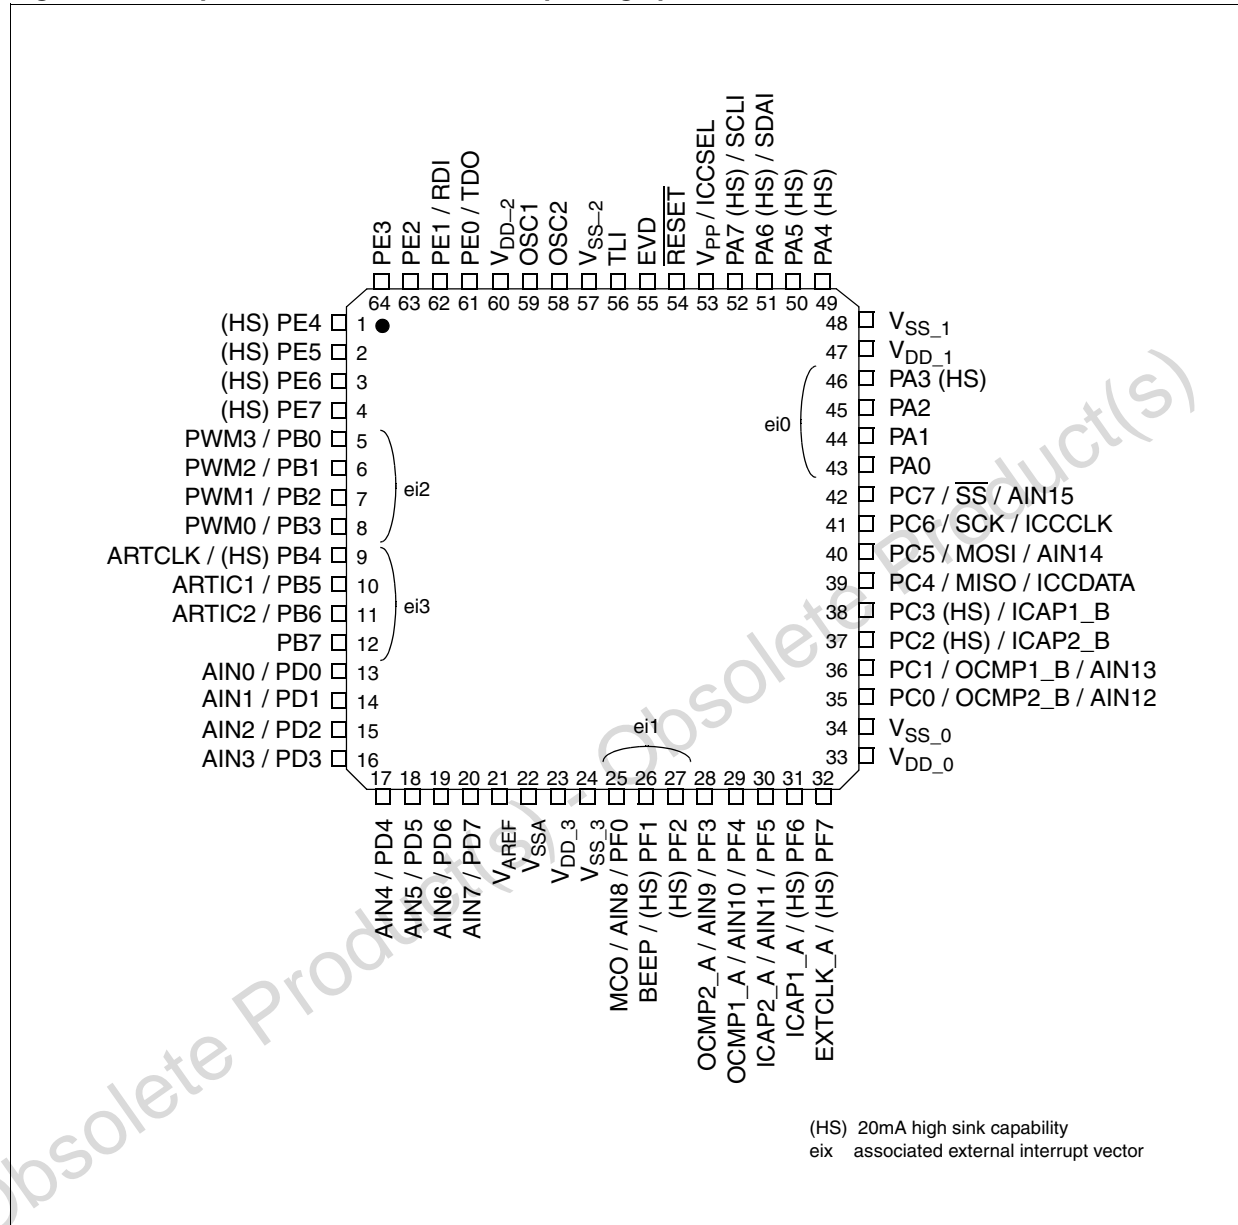 PE3
PE2
PE1 / RDI
PE0 / TDO
VDD–2
OSC1
OSC2
VSS–2
TLI
EVD
RESET
VPP / ICCSEL
PA7 (HS) / SCLI
PA6 (HS) / SDAI
PA5 (HS)
PA4 (HS)
64 63 62 61 60 59 58 57 56 55 54 53 52 51 50 49
(HS) PE4 1
(HS) PE5 2
(HS) PE6 3
(HS) PE7 4
PWM3 / PB0 5
PWM2 / PB1 6
PWM1 / PB2 7
PWM0 / PB3 8
ei2
ARTCLK / (HS) PB4 9
ARTIC1 / PB5 10
ARTIC2 / PB6 11
PB7 12
ei3
AIN0 / PD0 13
AIN1 / PD1 14
AIN2 / PD2 15
AIN3 / PD3 16
48 VSS_1
47 VDD_1
46 PA3 (HS)
45 PA2
44 PA1
43 PA0
ei0
42 PC7 / SS / AIN15
41 PC6 / SCK / ICCCLK
40 PC5 / MOSI / AIN14
39 PC4 / MISO / ICCDATA
38 PC3 (HS) / ICAP1_B
37 PC2 (HS) / ICAP2_B
36 PC1 / OCMP1_B / AIN13
35 PC0 / OCMP2_B / AIN12
34 VSS_0
33 VDD_0
ei1
17 18 19 20 21 22 23 24 25 26 27 28 29 30 31 32
AIN4 / PD4
AIN5 / PD5
AIN6 / PD6
AIN7 / PD7
VAREF
VSSA
VDD_3
VSS_3
MCO / AIN8 / PF0
BEEP / (HS) PF1
(HS) PF2
OCMP2_A / AIN9 / PF3
OCMP1_A / AIN10 / PF4
ICAP2_A / AIN11 / PF5
ICAP1_A / (HS) PF6
EXTCLK_A / (HS) PF7
(HS) 20mA high sink capability
eix associated external interrupt vector
Obsolete Product(s) - Obsolete Product(s)